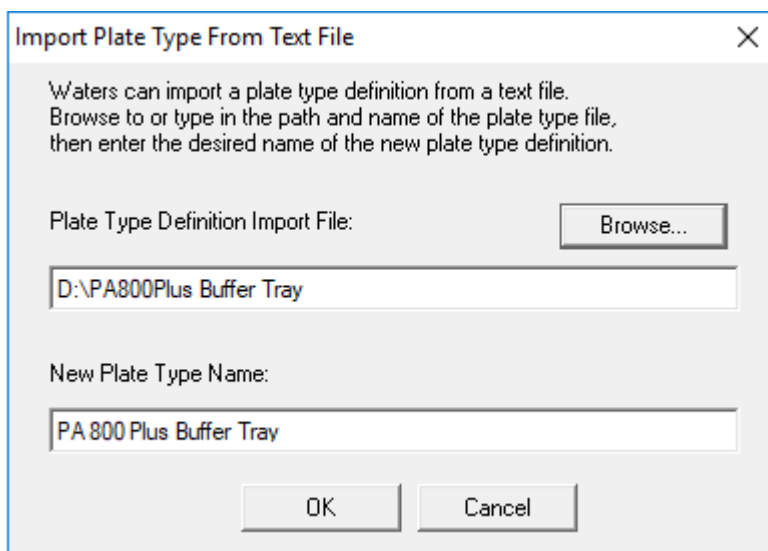 Import Plate Type From Text File
Waters can import a plate type definition from a text file.
Browse to or type in the path and name of the plate type file,
then enter the desired name of the new plate type definition.
Plate Type Definition Import File:
Browse...
D:\PA800Plus Buffer Tray
New Plate Type Name:
PA 800 Plus Buffer Tray
OK
Cancel